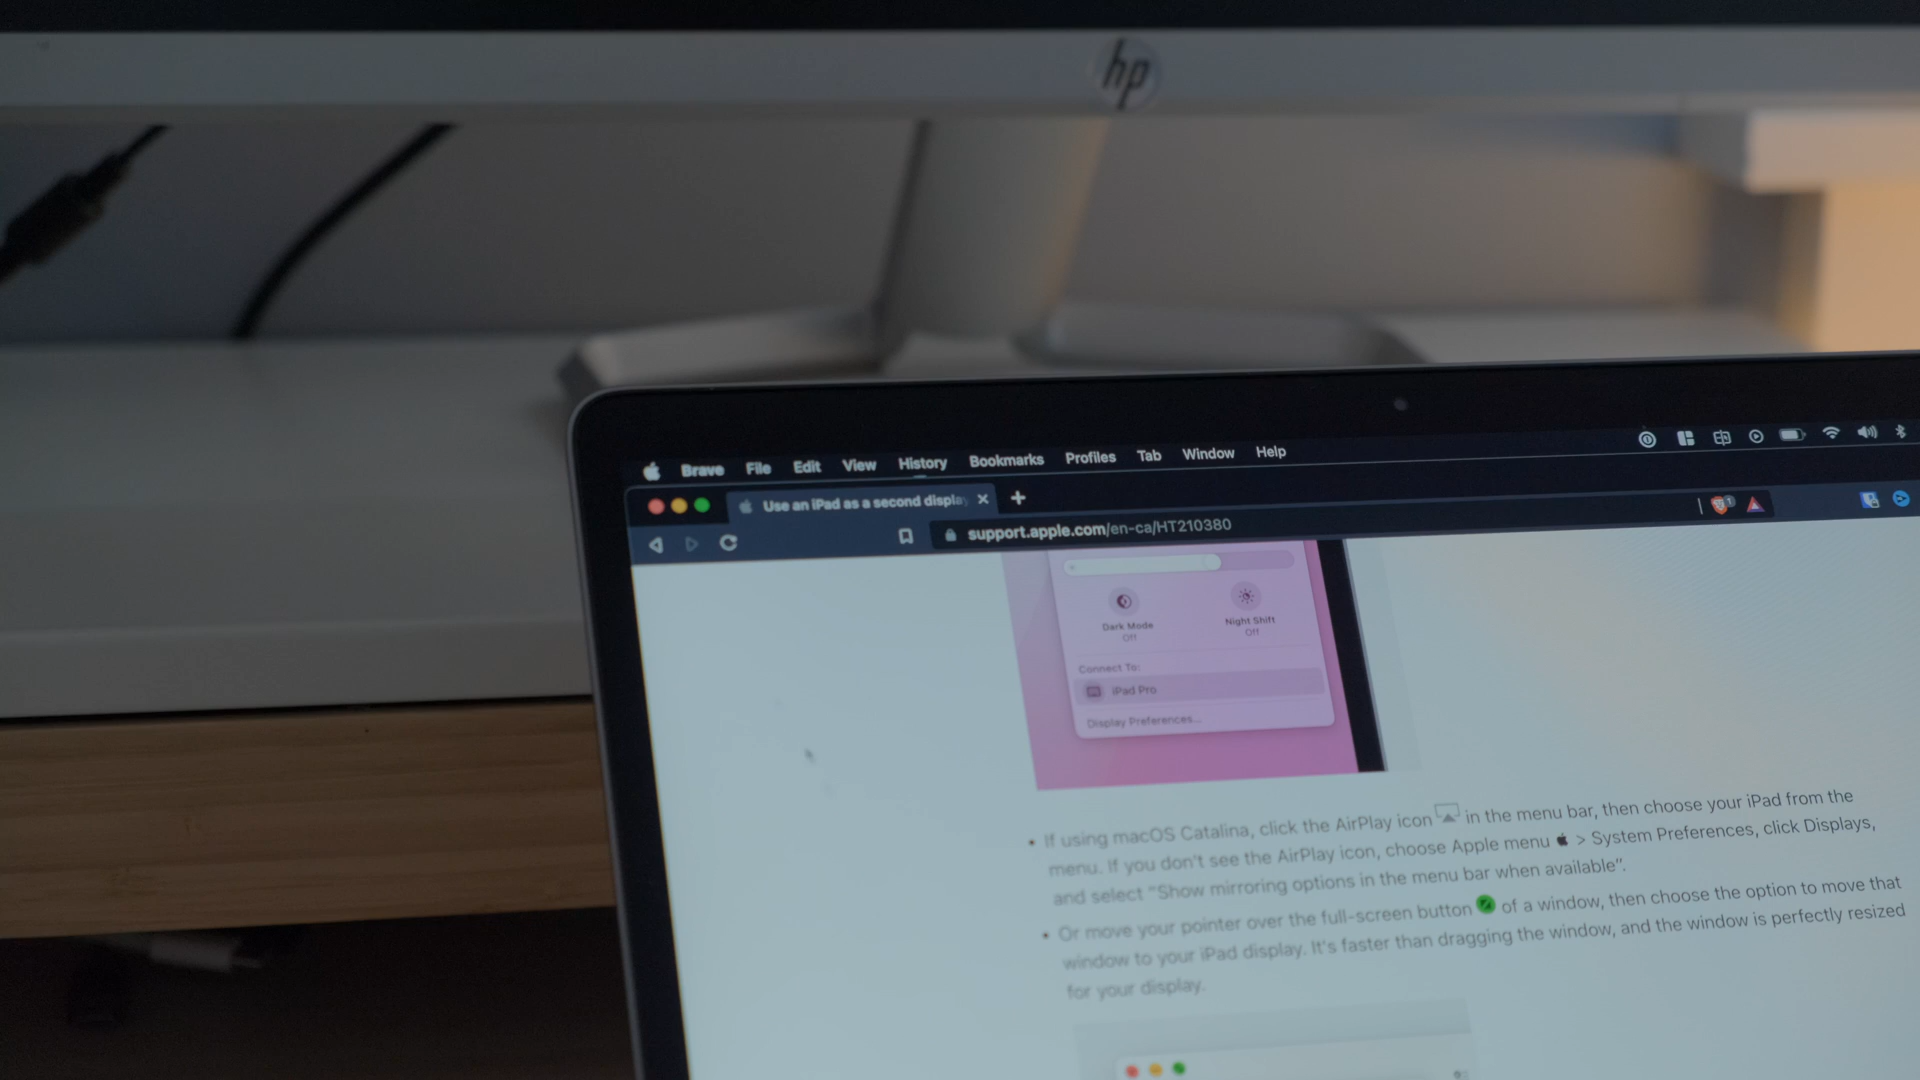 hp
Brave File Edit View History Bookmarks Profiles Tab Window Help
Use an iPad as a second displa
support.apple.com/en-ca/HT210380
1
Dark Mode
Off
Night Shift
Off
Connect To:
iPad Pro
Display Preferences...
• If using macOS Catalina, click the AirPlay icon in the menu bar, then choose your iPad from the
menu. If you don't see the AirPlay icon, choose Apple menu > System Preferences, click Displays,
and select “Show mirroring options in the menu bar when available”.
• Or move your pointer over the full-screen button of a window, then choose the option to move that
window to your iPad display. It's faster than dragging the window, and the window is perfectly resized
for your display.